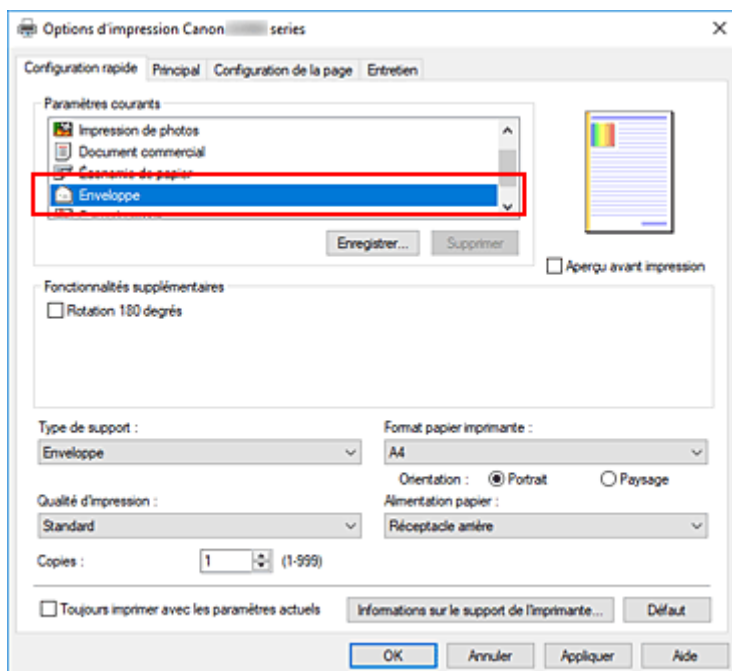 Options d'impression Canon series
Configuration rapide Principal Configuration de la page Entretien
Paramètres courants
Impression de photos
Document commercial
Économie de papier
Enveloppe
Enregistrer... Supprimer
Aperçu avant impression
Fonctionnalités supplémentaires
Rotation 180 degrés
Type de support : Format papier imprimante :
Enveloppe A4
Orientation : Portrait Paysage
Qualité d'impression : Alimentation papier :
Standard Réceptacle arrière
Copies : 1 (1-999)
Toujours imprimer avec les paramètres actuels Informations sur le support de l'imprimante... Défaut
OK Annuler Appliquer Aide